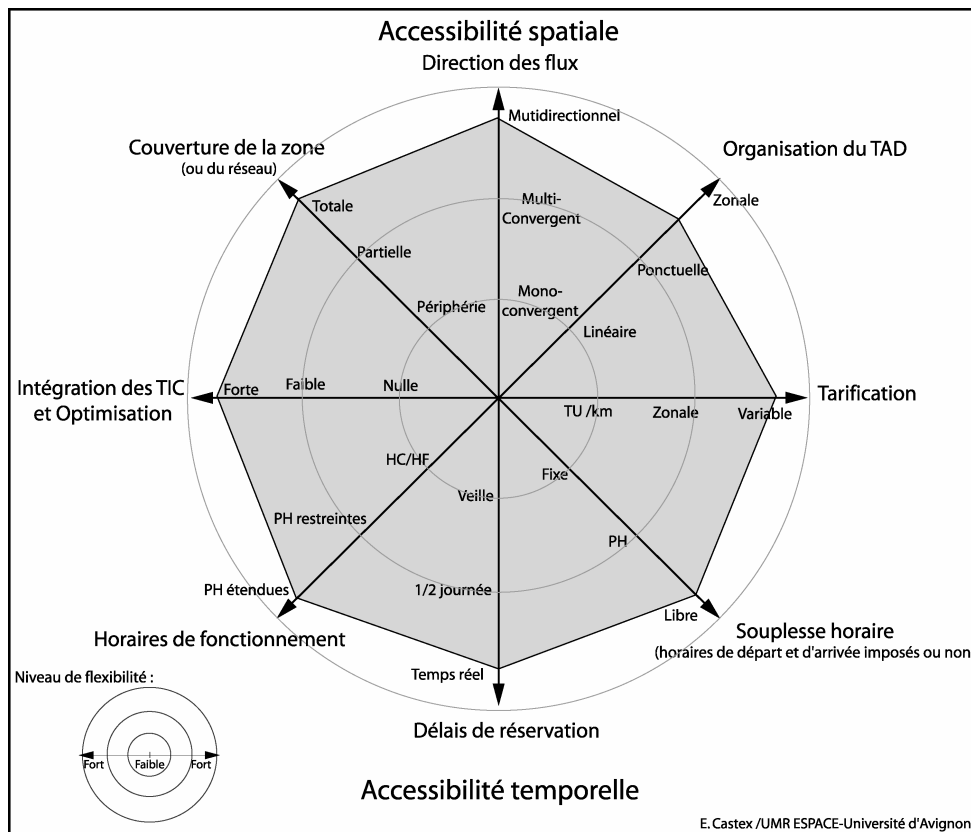 Accessibilité spatiale
Direction des flux
Mutidirectionnel
Couverture de la zone
(ou du réseau)
Organisation du TAD
Totale
Multi-
Convergent
Zonale
Partielle
Ponctuelle
Périphérie
Mono-
convergent
Linéaire
Intégration des TIC
et Optimisation
Forte
Faible
Nulle
TU /km
Zonale
Variable
Tarification
HC/HF
Veille
Fixe
PH restreintes
PH
PH étendues
1/2 journée
Libre
Horaires de fonctionnement
Souplesse horaire
(horaires de départ et d'arrivée imposés ou non
Temps réel
Niveau de flexibilité :
Fort
Faible
Fort
Délais de réservation
Accessibilité temporelle
E. Castex /UMR ESPACE-Université d'Avignon